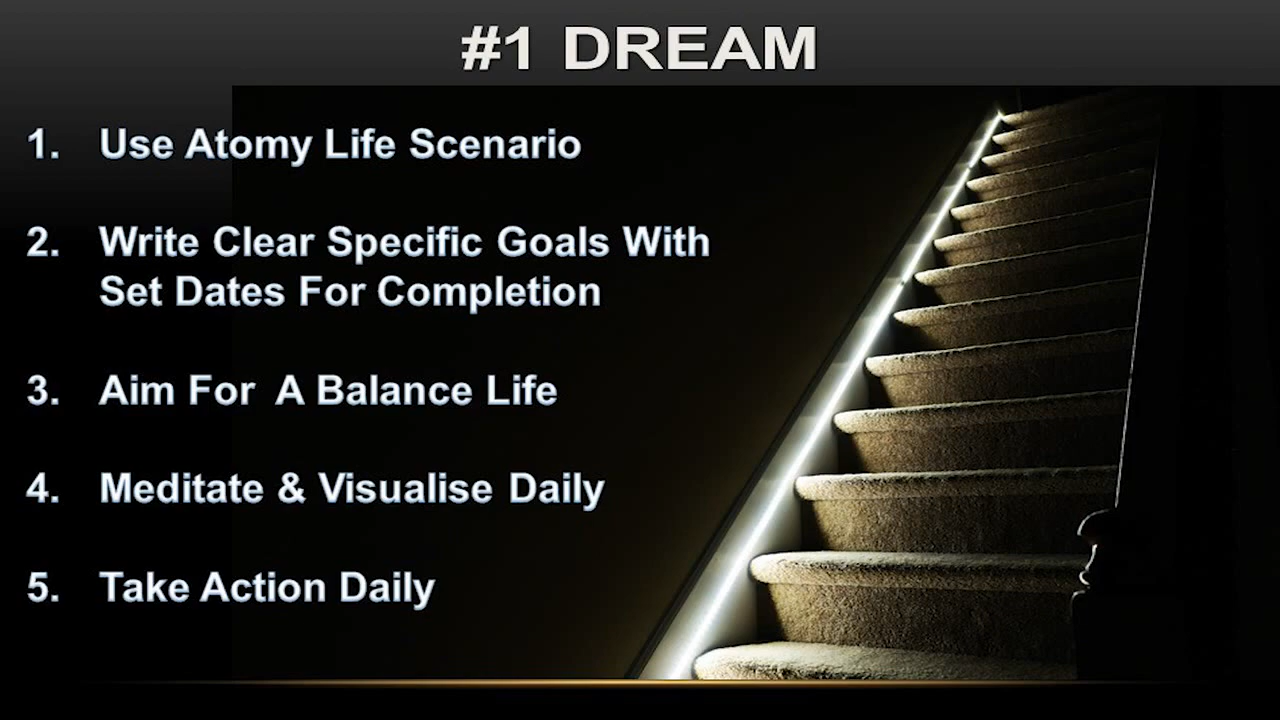 #1 DREAM
1. Use Atomy Life Scenario
2. Write Clear Specific Goals With
Set Dates For Completion
3. Aim For A Balance Life
4. Meditate & Visualise Daily
5. Take Action Daily